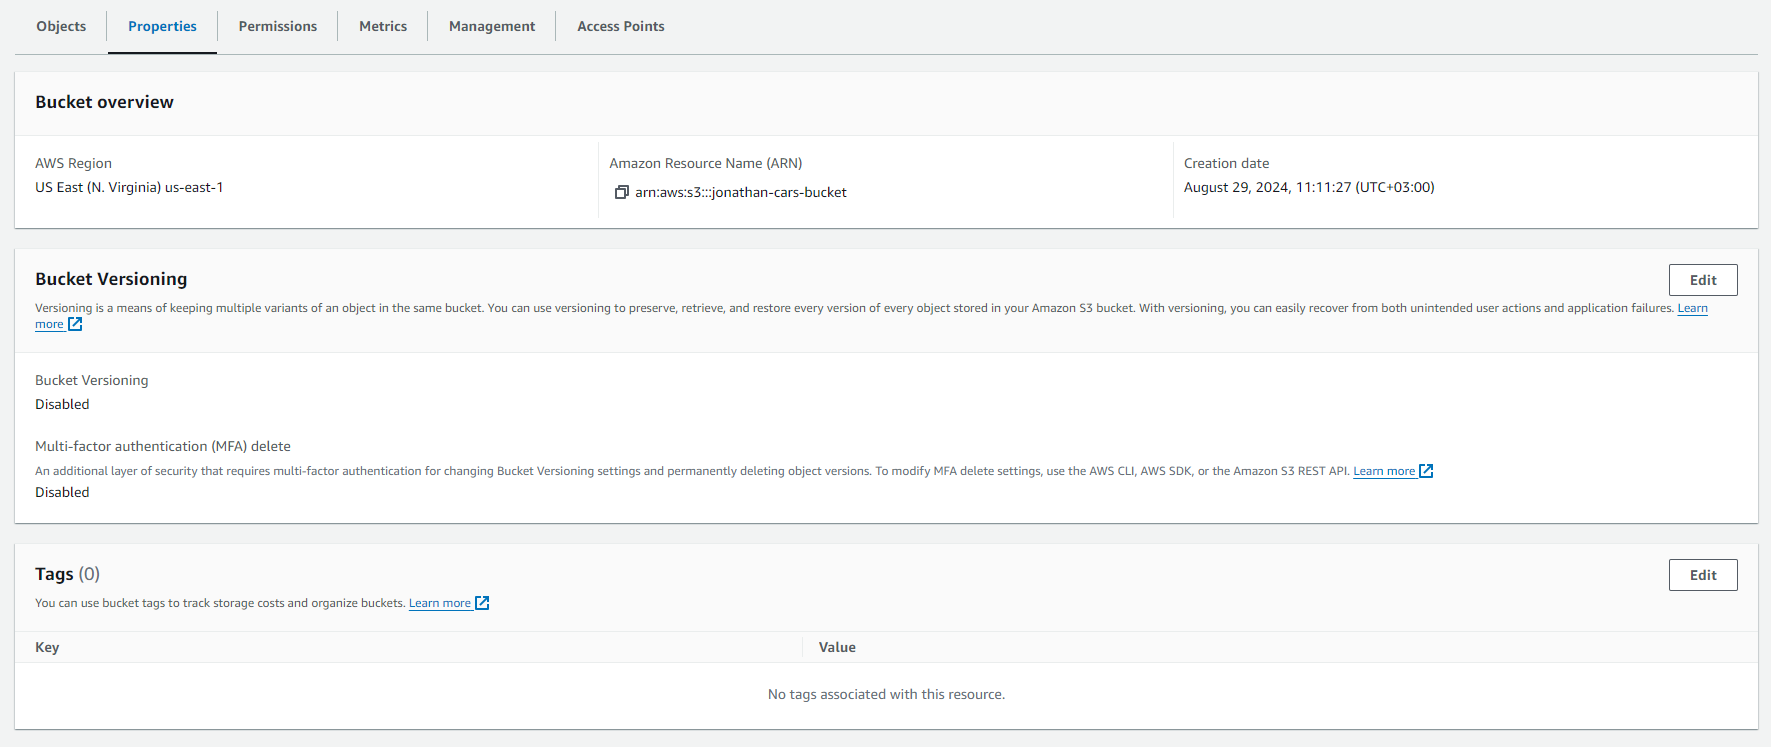 Objects
Properties
Permissions
Metrics
Management
Access Points
Bucket overview
AWS Region
US East (N. Virginia) us-east-1
Amazon Resource Name (ARN)
arn:aws:s3:::jonathan-cars-bucket
Creation date
August 29, 2024, 11:11:27 (UTC+03:00)
Bucket Versioning
Edit
Versioning is a means of keeping multiple variants of an object in the same bucket. You can use versioning to preserve, retrieve, and restore every version of every object stored in your Amazon S3 bucket. With versioning, you can easily recover from both unintended user actions and application failures. Learn
more
Bucket Versioning
Disabled
Multi-factor authentication (MFA) delete
An additional layer of security that requires multi-factor authentication for changing Bucket Versioning settings and permanently deleting object versions. To modify MFA delete settings, use the AWS CLI, AWS SDK, or the Amazon S3 REST API. Learn more
Disabled
Tags (0)
Edit
You can use bucket tags to track storage costs and organize buckets. Learn more
Key
Value
No tags associated with this resource.